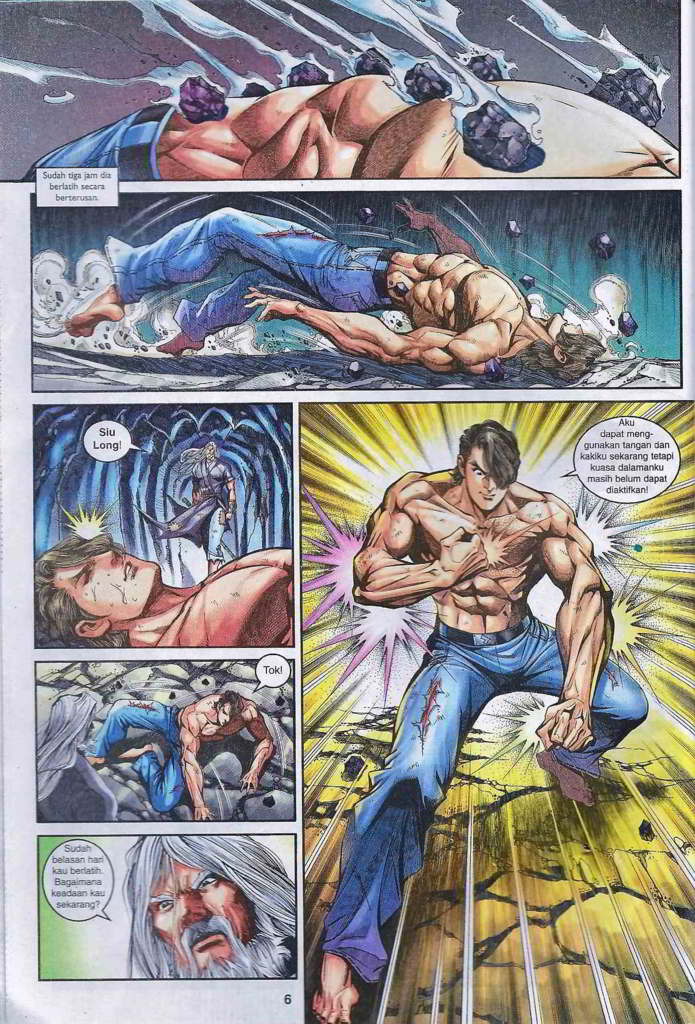 Sudah tiga jam dia
berlatih secara
berterusan.
Siu
Long!
Tok!
Sudah
belasan hari
kau berlatih.
Bagaimana
keadaan kau
sekarang?
Aku
dapat meng-
gunakan tangan dan
kakiku sekarang tetapi
kuasa dalamanku
masih belum dapat
diaktifkan!
6